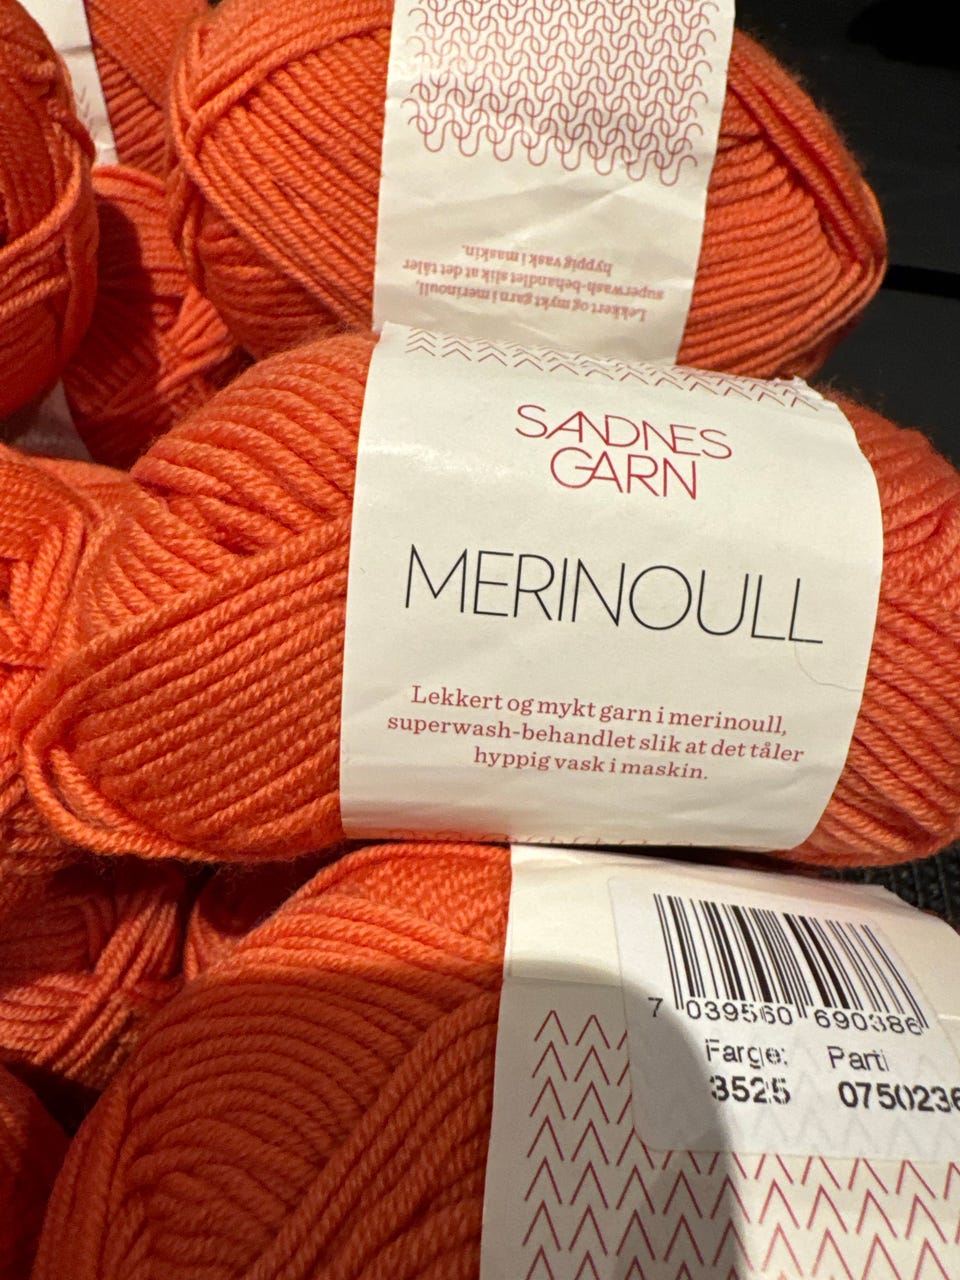 Lekkert og mykt garn i merinoull,
superwash-behandlet slik at det tåler
hyppig vask i maskin.
SANDNES
GARN
MERINOULL
Lekkert og mykt garn i merinoull,
superwash-behandlet slik at det tåler
hyppig vask i maskin.
7 039560 690386
Farge: Parti
3525 0750236